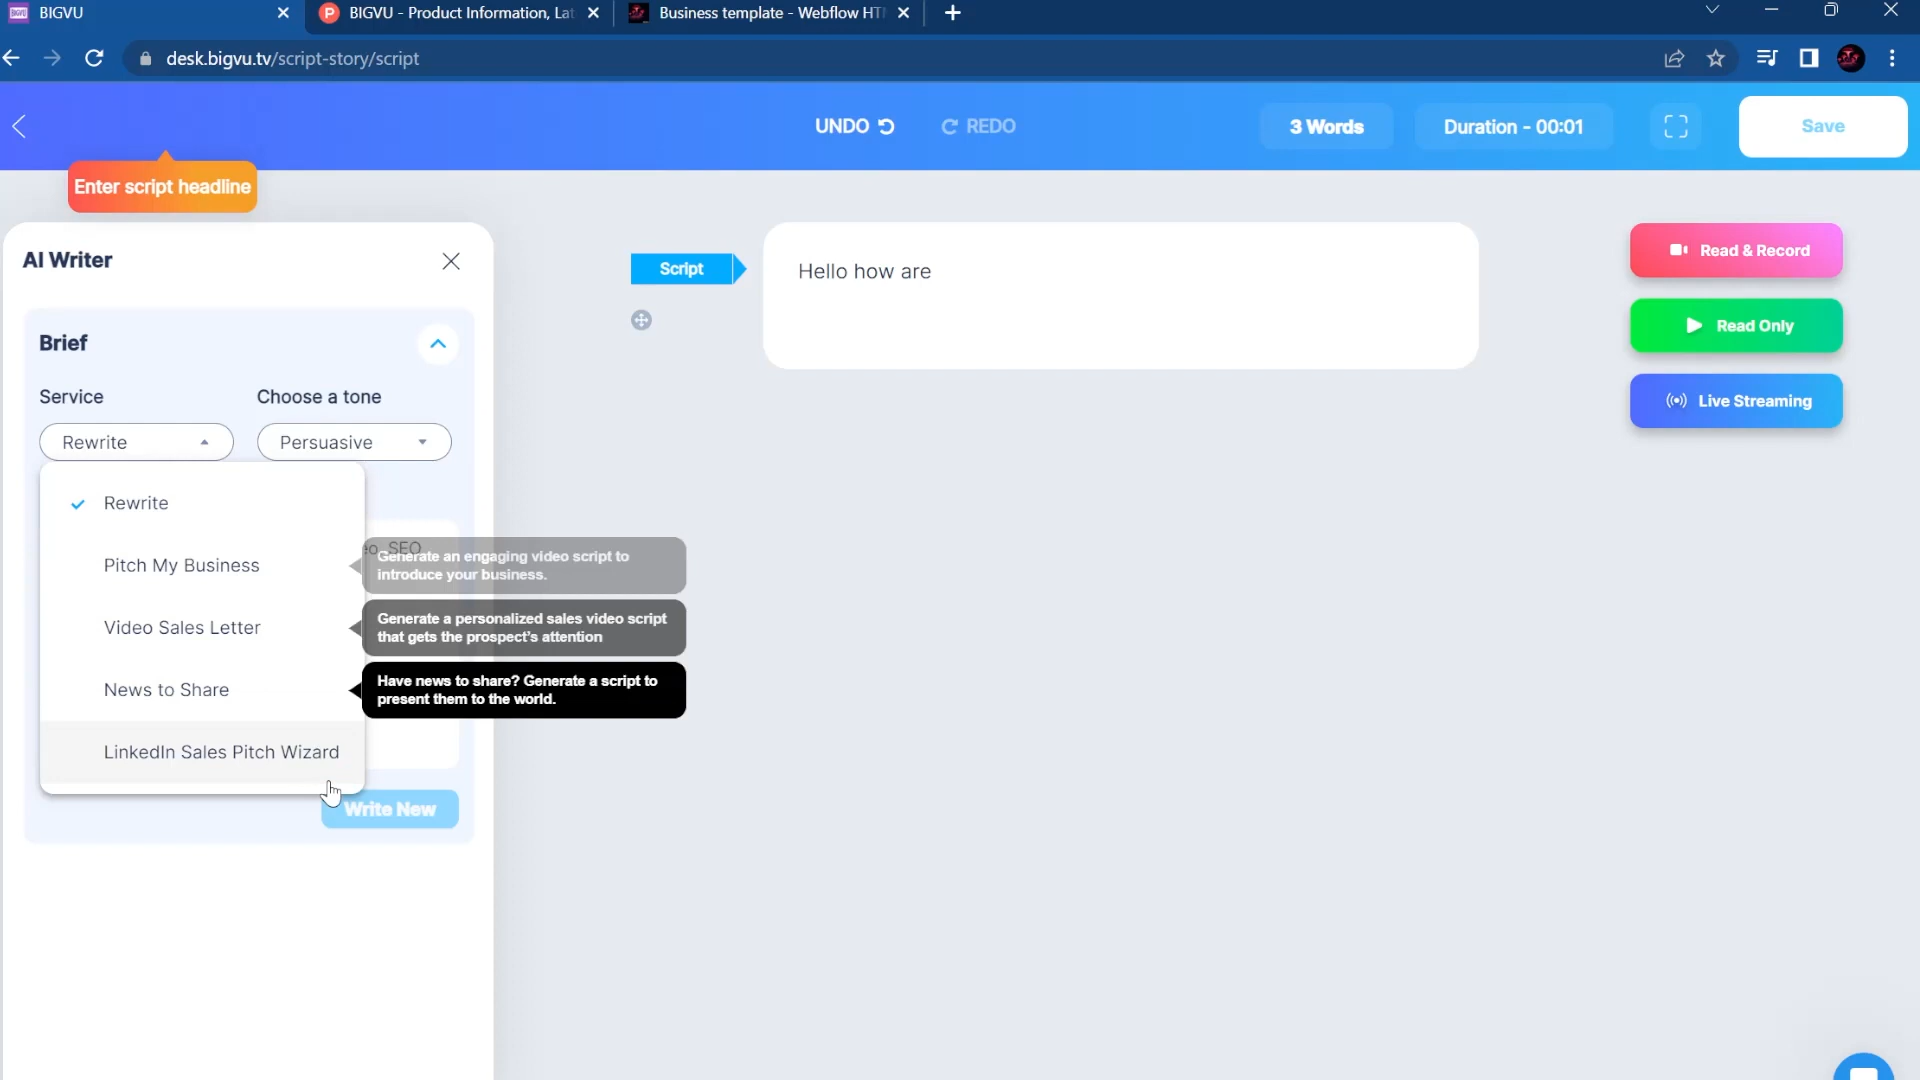 BIGVU
BIGVU - Product Information, Lat
Business template - Webflow HT
desk.bigvu.tv/script-story/script
UNDO
REDO
3 Words
Duration - 00:01
Save
Enter script headline
AI Writer
Script
Hello how are
Read & Record
Read Only
Live Streaming
Brief
Service
Choose a tone
Rewrite
Persuasive
Rewrite
Pitch My Business
eo, SEO
Generate an engaging video script to
introduce your business.
Video Sales Letter
Generate a personalized sales video script
that gets the prospect's attention
News to Share
Have news to share? Generate a script to
present them to the world.
LinkedIn Sales Pitch Wizard
Write New